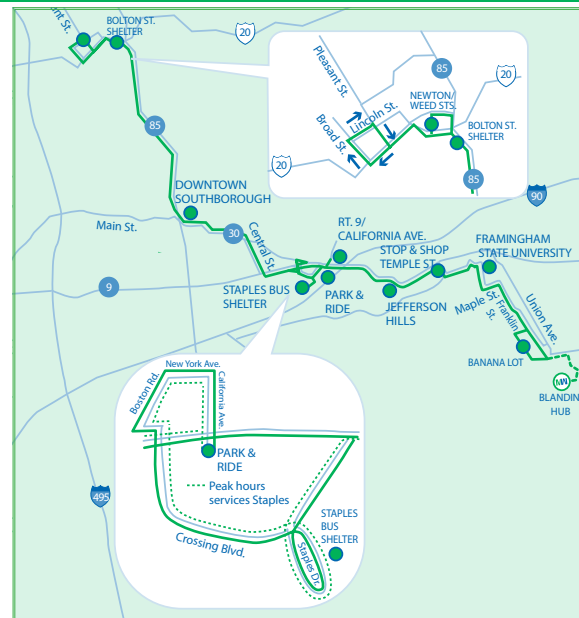 ant St.
BOLTON ST.
SHELTER
20
85
Pleasant St.
85
20
NEWTON/
WEED STS.
Lincoln St.
Broad St.
BOLTON ST.
SHELTER
20
85
DOWNTOWN
SOUTHBOROUGH
90
Main St.
30
Central St.
RT. 9/
CALIFORNIA AVE.
STOP & SHOP
TEMPLE ST.
FRAMINGHAM
STATE UNIVERSITY
9
STAPLES BUS
SHELTER
PARK &
RIDE
JEFFERSON
HILLS
Maple St.
Franklin
St.
Union Ave.
BANANA LOT
MW
BLANDIN
HUB
New York Ave.
Boston Rd.
California Ave.
PARK &
RIDE
Peak hours
services Staples
495
STAPLES
BUS
SHELTER
Crossing Blvd.
Staples Dr.